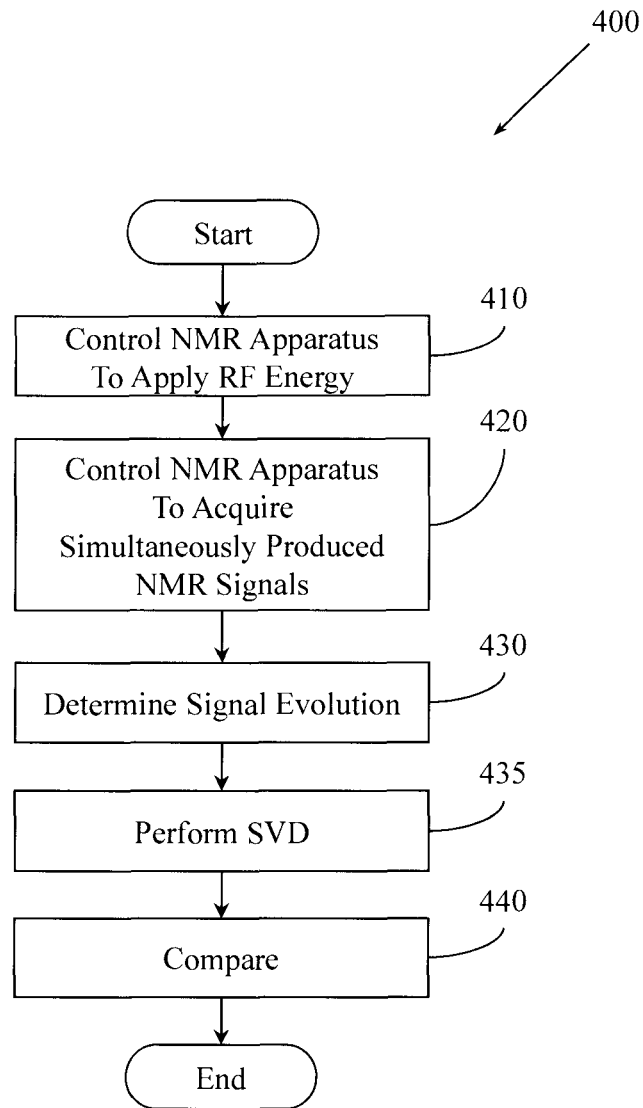 400
Start
410
Control NMR Apparatus
To Apply RF Energy
420
Control NMR Apparatus
To Acquire
Simultaneously Produced
NMR Signals
430
Determine Signal Evolution
435
Perform SVD
440
Compare
End